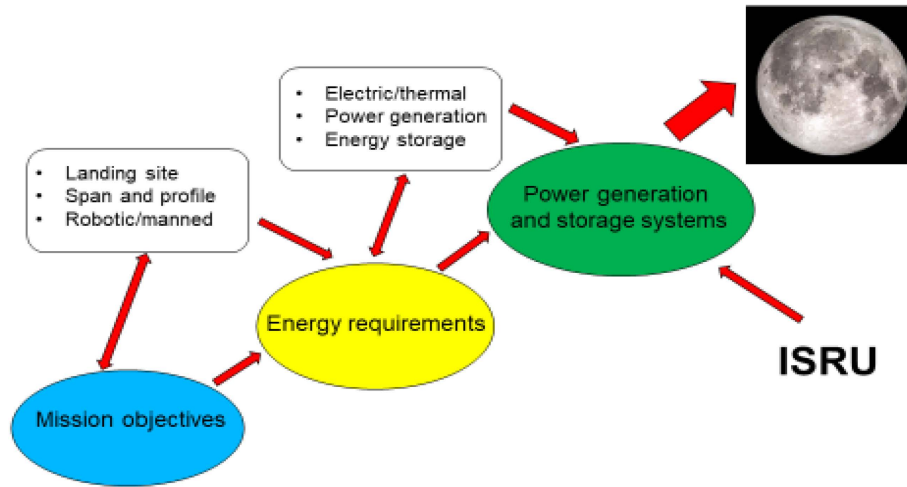 • Electric/thermal
• Power generation
• Energy storage
• Landing site
• Span and profile
• Robotic/manned
Power generation
and storage systems
Energy requirements
ISRU
Mission objectives